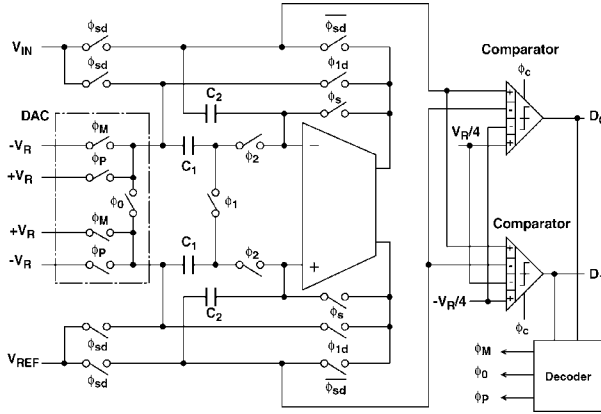 ϕsd
V_IN
ϕsd
ϕsd (overlined)
ϕ1d
ϕs
C2
DAC
-V_R
ϕM
+V_R
ϕP
ϕ0
+V_R
ϕM
-V_R
ϕP
C1
ϕ2
−
ϕ1
C1
ϕ2
+
C2
ϕs
ϕ1d
ϕsd (overlined)
V_REF
ϕsd
ϕsd
Comparator
ϕc
+
-
-
+
V_R/4
Comparator
+
-
-
+
-V_R/4
ϕc
ϕM
ϕ0
ϕP
Decoder